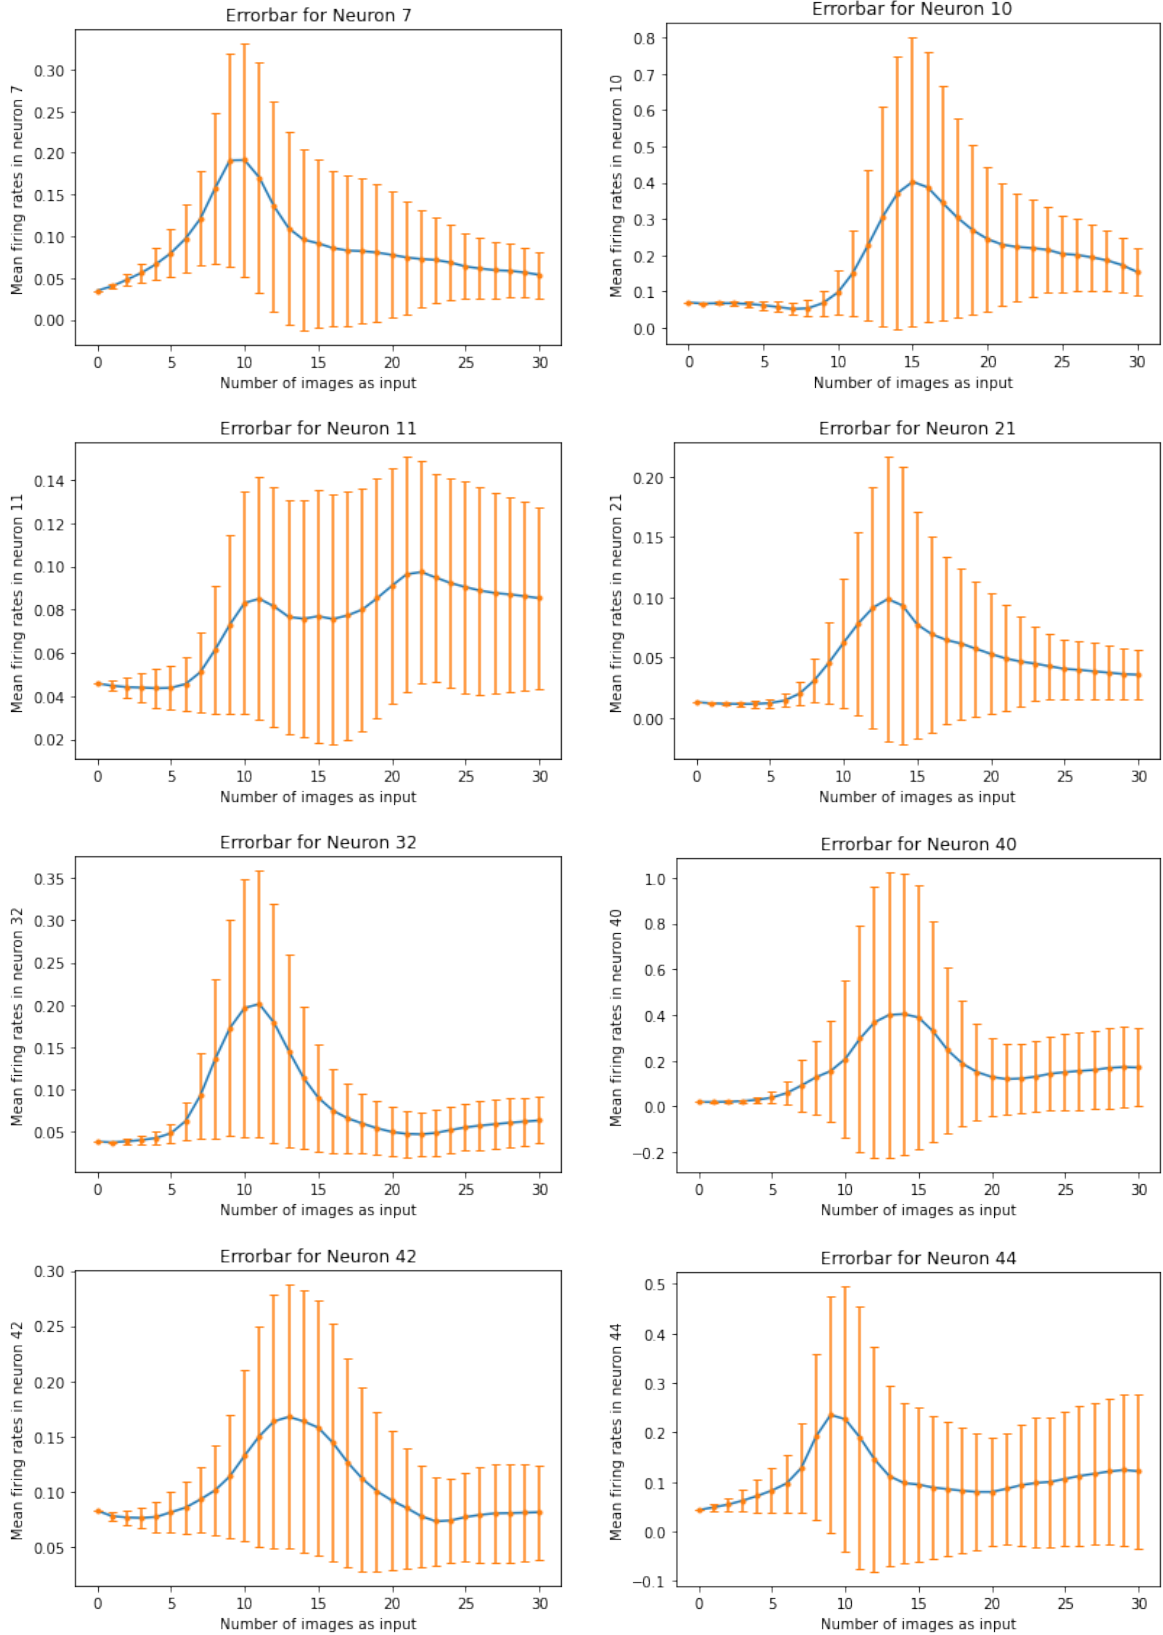 Errorbar for Neuron 7
Mean firing rates in neuron 7
0.30
0.25
0.20
0.15
0.10
0.05
0.00
0 5 10 15 20 25 30
Number of images as input
Errorbar for Neuron 10
Mean firing rates in neuron 10
0.8
0.7
0.6
0.5
0.4
0.3
0.2
0.1
0.0
0 5 10 15 20 25 30
Number of images as input
Errorbar for Neuron 11
Mean firing rates in neuron 11
0.14
0.12
0.10
0.08
0.06
0.04
0.02
0 5 10 15 20 25 30
Number of images as input
Errorbar for Neuron 21
Mean firing rates in neuron 21
0.20
0.15
0.10
0.05
0.00
0 5 10 15 20 25 30
Number of images as input
Errorbar for Neuron 32
Mean firing rates in neuron 32
0.35
0.30
0.25
0.20
0.15
0.10
0.05
0 5 10 15 20 25 30
Number of images as input
Errorbar for Neuron 40
Mean firing rates in neuron 40
1.0
0.8
0.6
0.4
0.2
0.0
−0.2
0 5 10 15 20 25 30
Number of images as input
Errorbar for Neuron 42
Mean firing rates in neuron 42
0.30
0.25
0.20
0.15
0.10
0.05
0 5 10 15 20 25 30
Number of images as input
Errorbar for Neuron 44
Mean firing rates in neuron 44
0.5
0.4
0.3
0.2
0.1
0.0
−0.1
0 5 10 15 20 25 30
Number of images as input